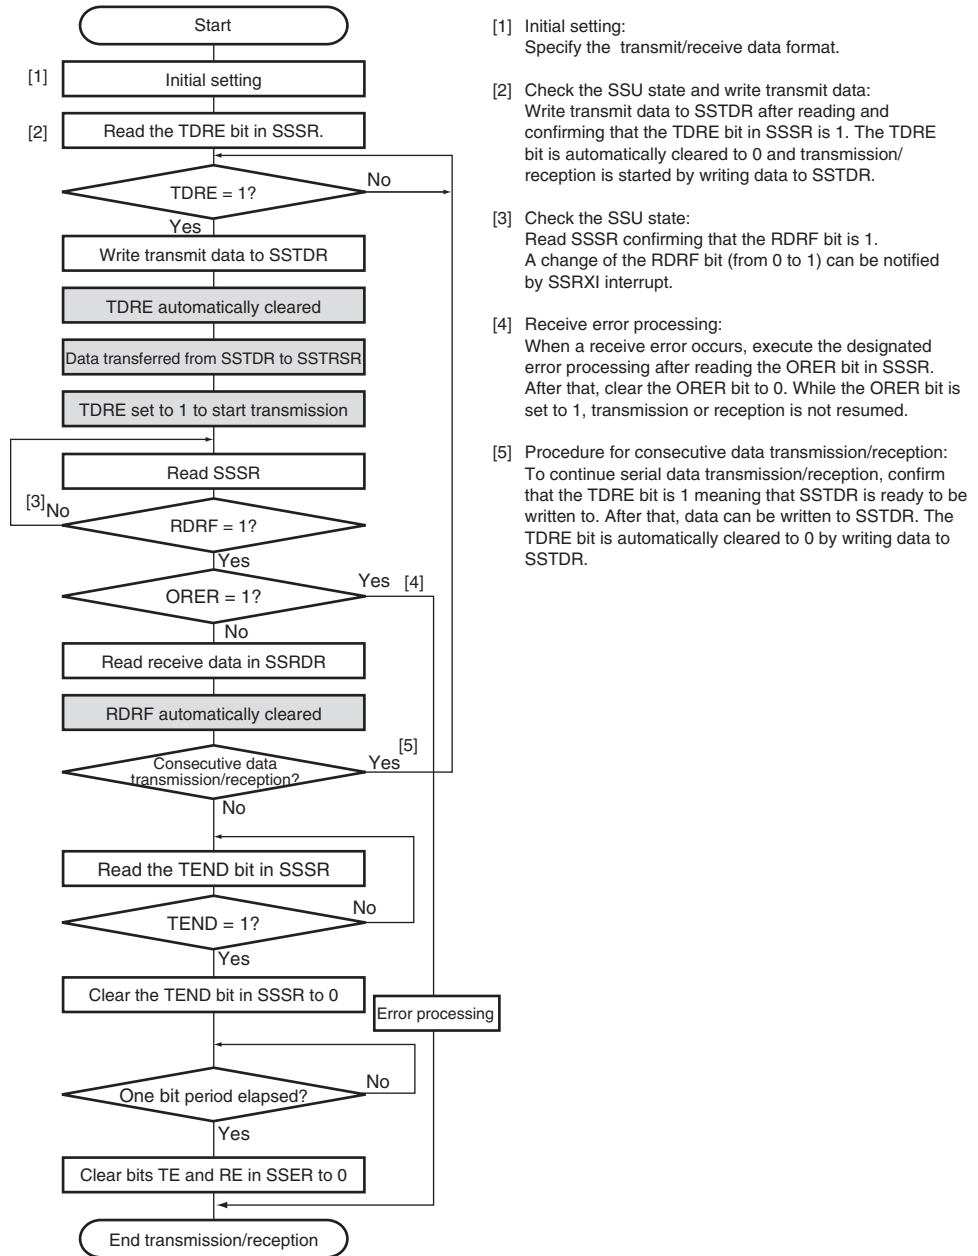 Start
[1]
Initial setting
[2]
Read the TDRE bit in SSSR.
TDRE = 1?
No
Yes
Write transmit data to SSTDR
TDRE automatically cleared
Data transferred from SSTDR to SSTRSR
TDRE set to 1 to start transmission
Read SSSR
[3]
No
RDRF = 1?
Yes
ORER = 1?
Yes
[4]
No
Read receive data in SSRDR
RDRF automatically cleared
Consecutive data
transmission/reception?
Yes
[5]
No
Read the TEND bit in SSSR
TEND = 1?
No
Yes
Clear the TEND bit in SSSR to 0
Error processing
One bit period elapsed?
No
Yes
Clear bits TE and RE in SSER to 0
End transmission/reception
[1] Initial setting:
Specify the transmit/receive data format.
[2] Check the SSU state and write transmit data:
Write transmit data to SSTDR after reading and
confirming that the TDRE bit in SSSR is 1. The TDRE
bit is automatically cleared to 0 and transmission/
reception is started by writing data to SSTDR.
[3] Check the SSU state:
Read SSSR confirming that the RDRF bit is 1.
A change of the RDRF bit (from 0 to 1) can be notified
by SSRXI interrupt.
[4] Receive error processing:
When a receive error occurs, execute the designated
error processing after reading the ORER bit in SSSR.
After that, clear the ORER bit to 0. While the ORER bit is
set to 1, transmission or reception is not resumed.
[5] Procedure for consecutive data transmission/reception:
To continue serial data transmission/reception, confirm
that the TDRE bit is 1 meaning that SSTDR is ready to be
written to. After that, data can be written to SSTDR. The
TDRE bit is automatically cleared to 0 by writing data to
SSTDR.